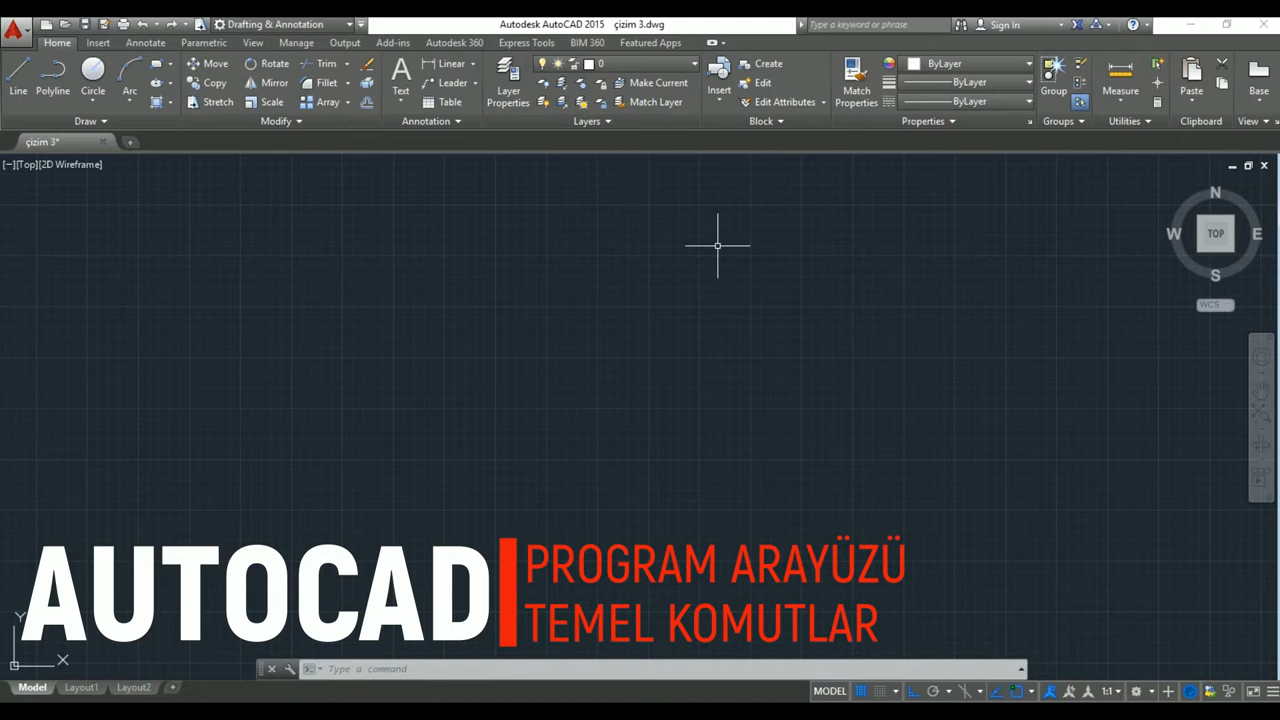 Drafting & Annotation
Autodesk AutoCAD 2015 çizim 3.dwg
Type a keyword or phrase
Sign In
Home Insert Annotate Parametric View Manage Output Add-ins Autodesk 360 Express Tools BIM 360 Featured Apps
Line Polyline Circle Arc
Move Rotate Trim
Copy Mirror Fillet
Stretch Scale Array
Text
Linear
Leader
Table
Layer Properties
0
Make Current
Match Layer
Insert
Create
Edit
Edit Attributes
Match Properties
ByLayer
ByLayer
ByLayer
Group
Measure
Paste
Base
Draw Modify Annotation Layers Block Properties Groups Utilities Clipboard View
çizim 3*
[−][Top][2D Wireframe]
N
W TOP E
S
WCS
AUTOCAD
PROGRAM ARAYÜZÜ
TEMEL KOMUTLAR
Y
X
Type a command
Model Layout1 Layout2 +
MODEL
1:1